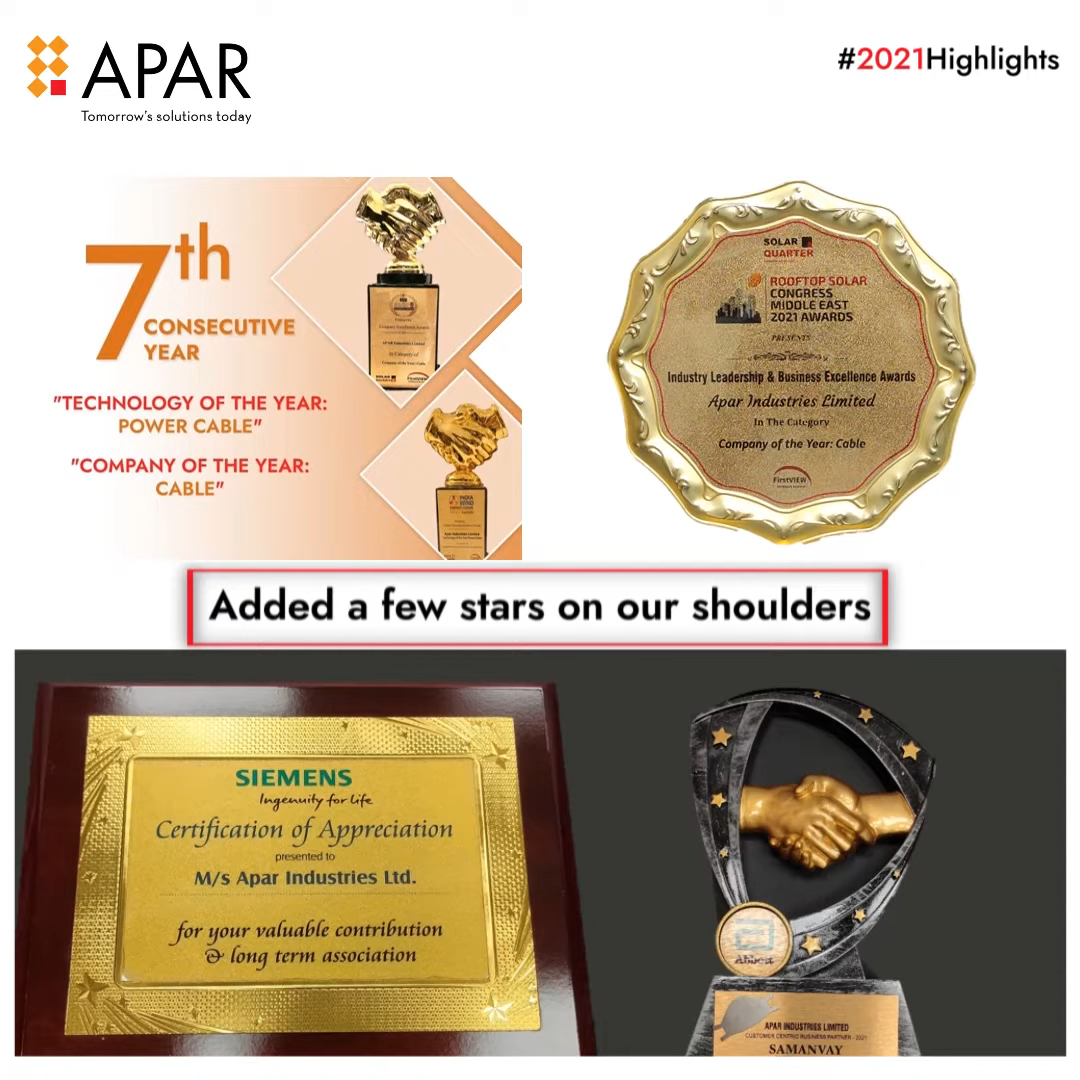 APAR
Tomorrow's solutions today
#2021Highlights
7th
CONSECUTIVE
YEAR
"TECHNOLOGY OF THE YEAR:
POWER CABLE"
"COMPANY OF THE YEAR:
CABLE"
SOLAR
QUARTER
ROOFTOP SOLAR
CONGRESS
MIDDLE EAST
2021 AWARDS
PRESENTS
Industry Leadership & Business Excellence Awards
Apar Industries Limited
In The Category
Company of the Year: Cable
FirstVIEW
Added a few stars on our shoulders
SIEMENS
Ingenuity for life
Certification of Appreciation
presented to
M/s Apar Industries Ltd.
for your valuable contribution
& long term association
Abbott
APAR INDUSTRIES LIMITED
CUSTOMER CENTRIC BUSINESS PARTNER - 2021
SAMANVAY